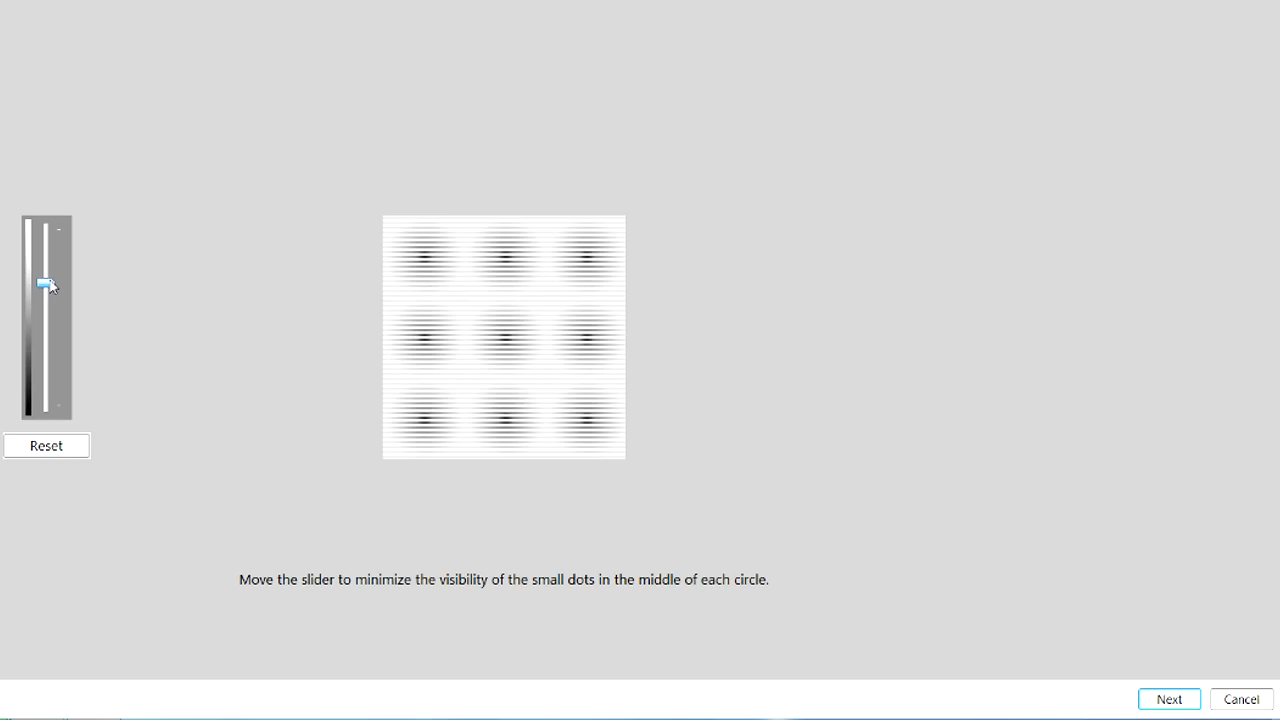 Reset
Move the slider to minimize the visibility of the small dots in the middle of each circle.
Next
Cancel